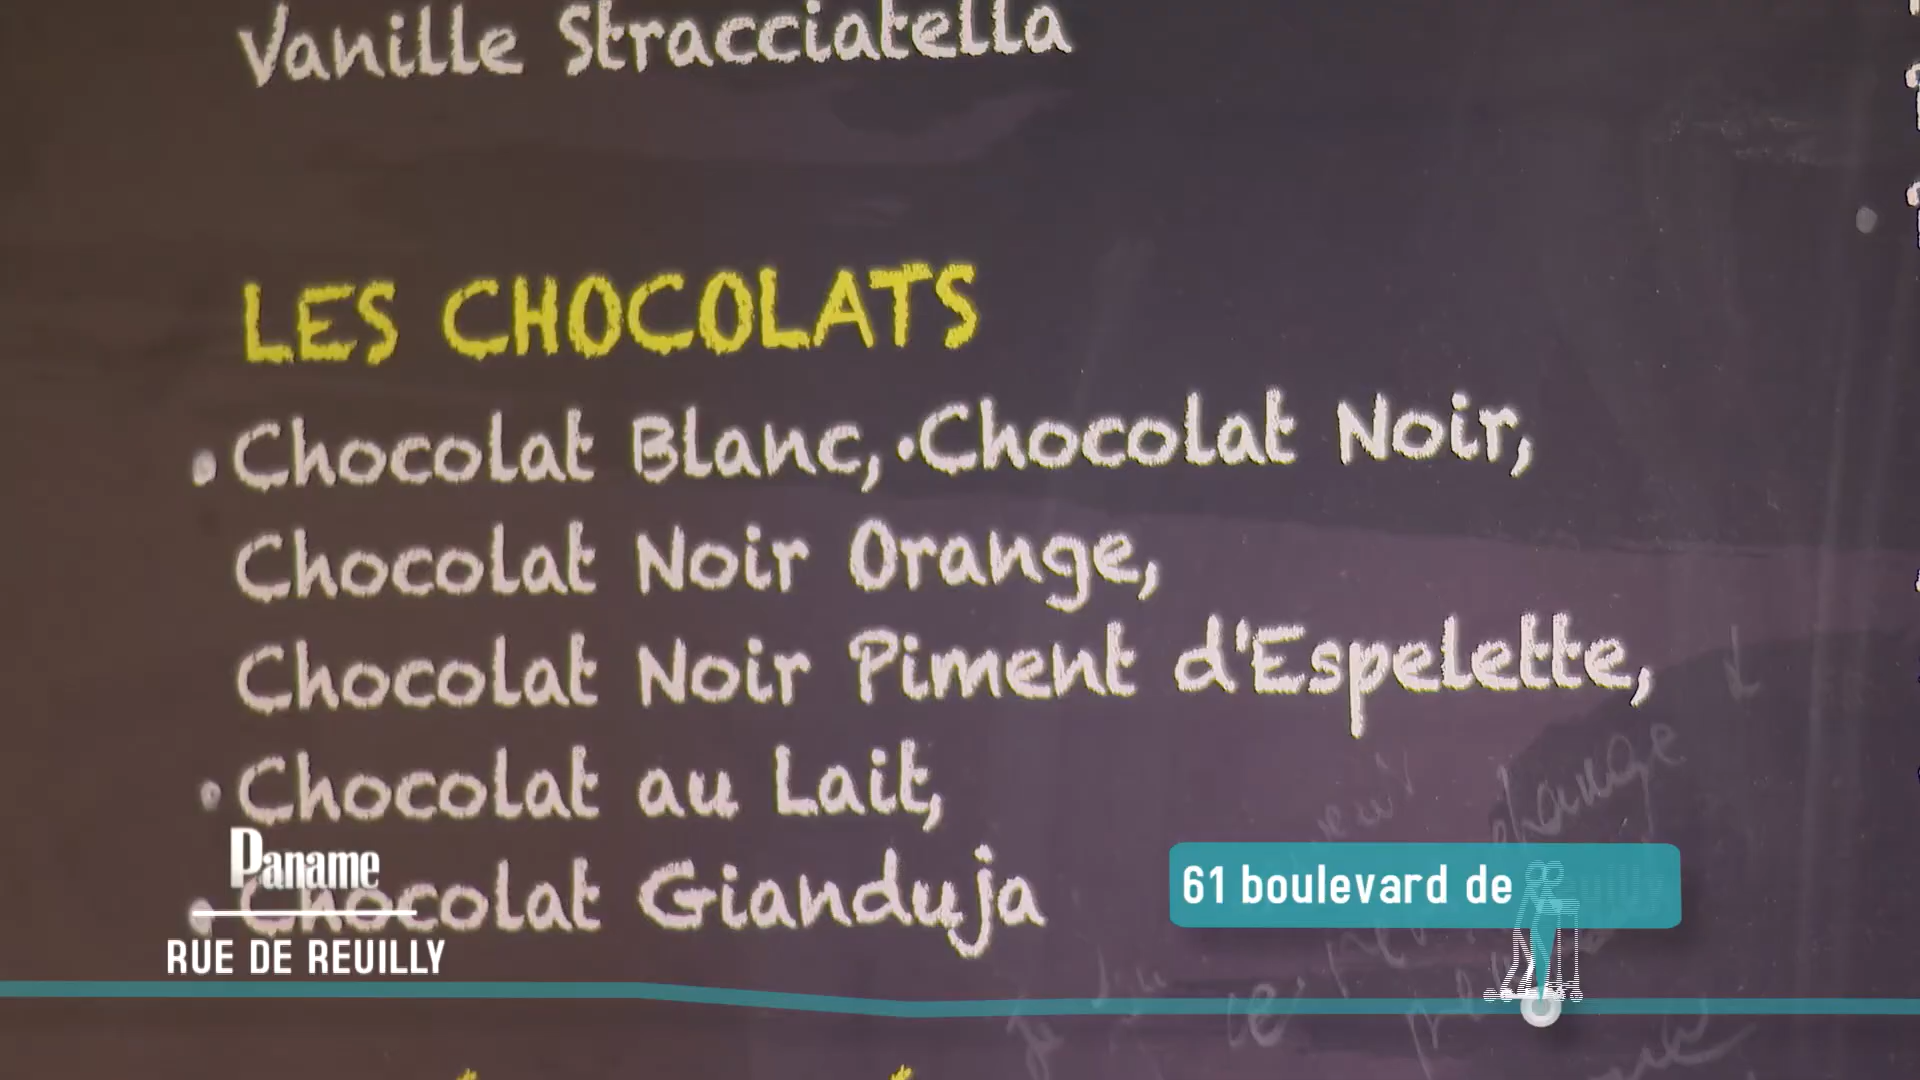 Vanille Stracciatella
LES CHOCOLATS
• Chocolat Blanc, • Chocolat Noir,
Chocolat Noir Orange,
Chocolat Noir Piment d'Espelette,
• Chocolat au Lait,
• Chocolat Gianduja
Paname
RUE DE REUILLY
61 boulevard de